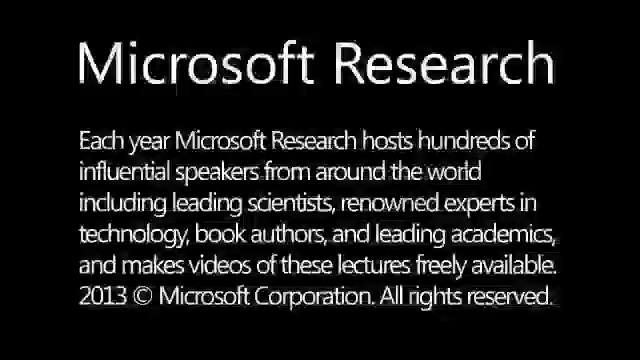 Microsoft Research
Each year Microsoft Research hosts hundreds of
influential speakers from around the world
including leading scientists, renowned experts in
technology, book authors, and leading academics,
and makes videos of these lectures freely available.
2013 © Microsoft Corporation. All rights reserved.